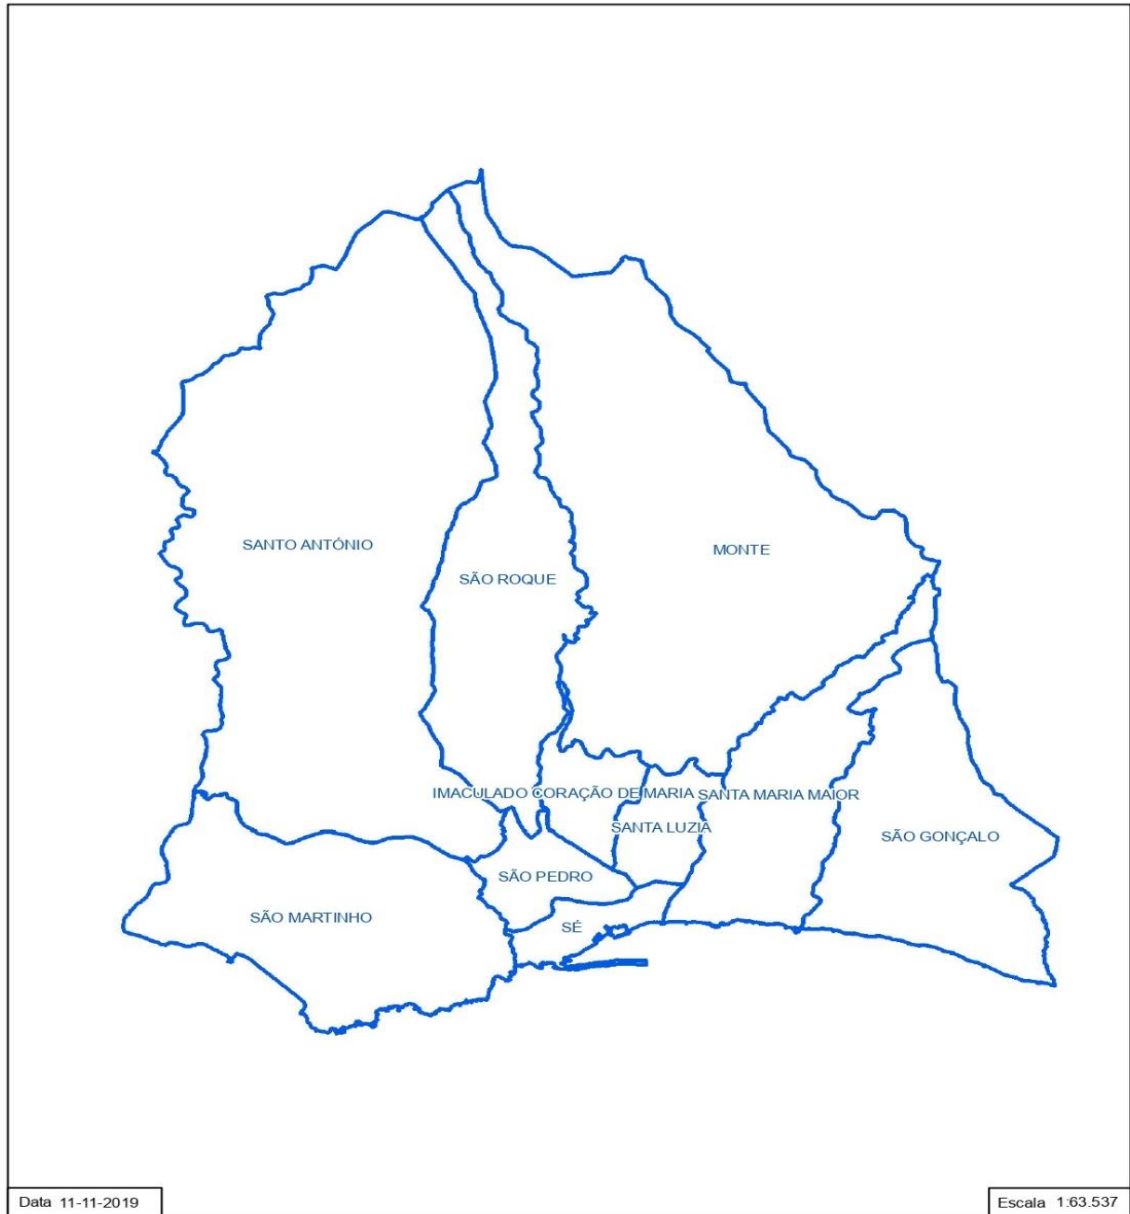 SANTO ANTÓNIO
MONTE
SÃO ROQUE
IMACULADO CORAÇÃO DE MARIA
SANTA MARIA MAIOR
SANTA LUZIA
SÃO GONÇALO
SÃO PEDRO
SÃO MARTINHO
SÉ
Data 11-11-2019
Escala 1:63.537